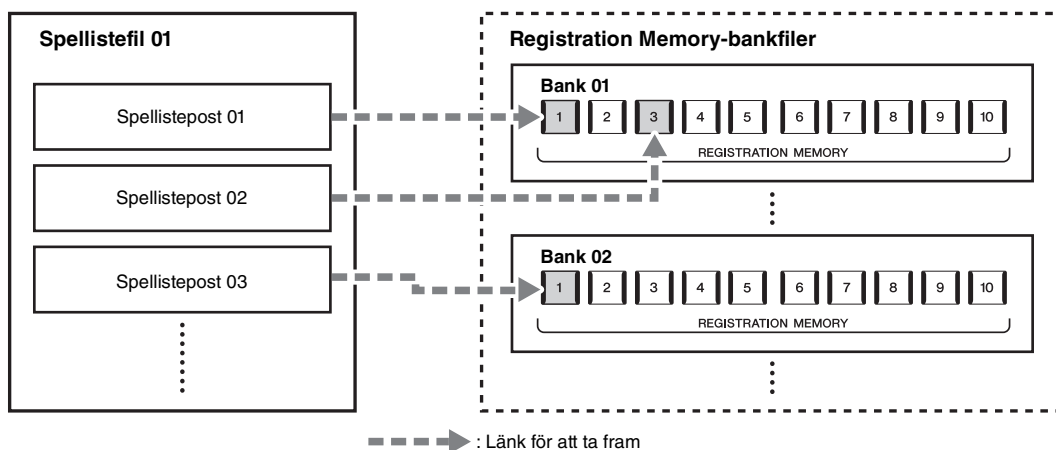 Spellistefil 01
Spellistepost 01
Spellistepost 02
Spellistepost 03
Registration Memory-bankfiler
Bank 01
1 2 3 4 5 6 7 8 9 10
REGISTRATION MEMORY
Bank 02
1 2 3 4 5 6 7 8 9 10
REGISTRATION MEMORY
: Länk för att ta fram